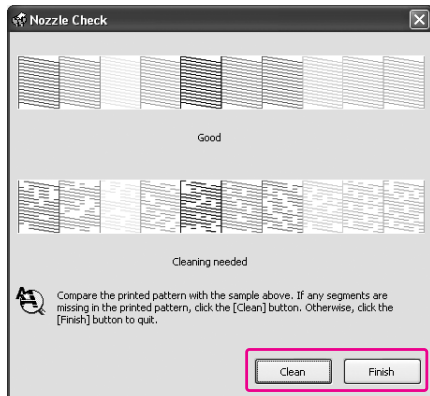 Nozzle Check
Good
Cleaning needed
Compare the printed pattern with the sample above. If any segments are
missing in the printed pattern, click the [Clean] button. Otherwise, click the
[Finish] button to quit.
Clean
Finish